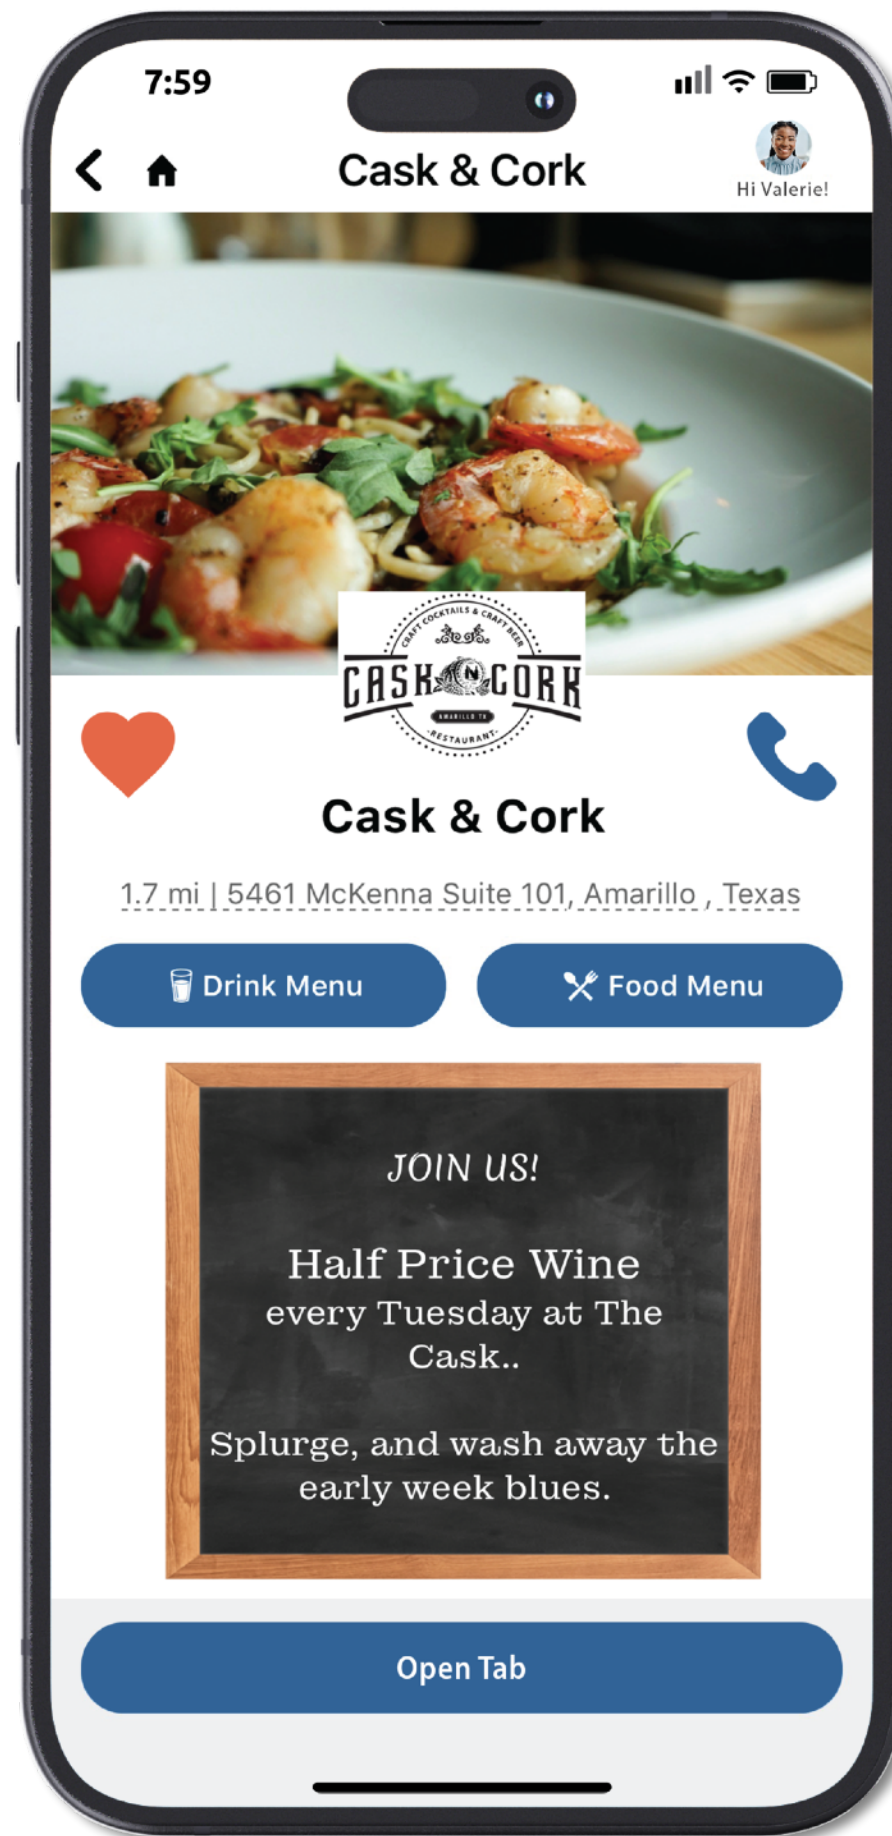 7:59
Cask & Cork
Hi Valerie!
CRAFT COCKTAILS & CRAFT BEER
CASK N CORK
AMARILLO TX
-RESTAURANT-
Cask & Cork
1.7 mi | 5461 McKenna Suite 101, Amarillo , Texas
Drink Menu
Food Menu
JOIN US!
Half Price Wine
every Tuesday at The
Cask..
Splurge, and wash away the
early week blues.
Open Tab